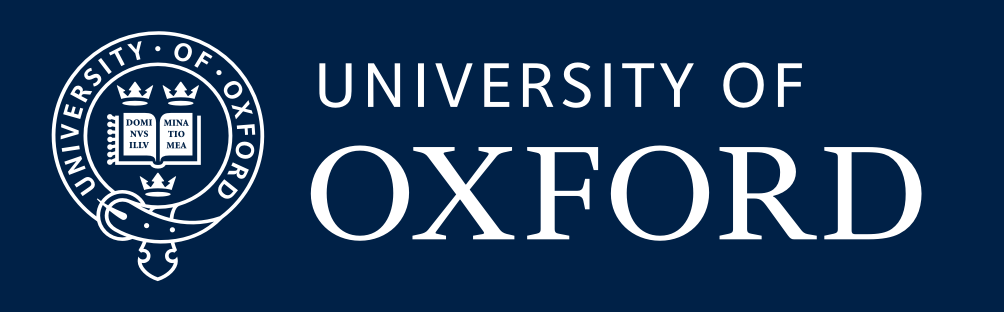 UNIVERSITY · OF · OXFORD
DOMI
NVS
ILLV
MINA
TIO
MEA
UNIVERSITY OF
OXFORD